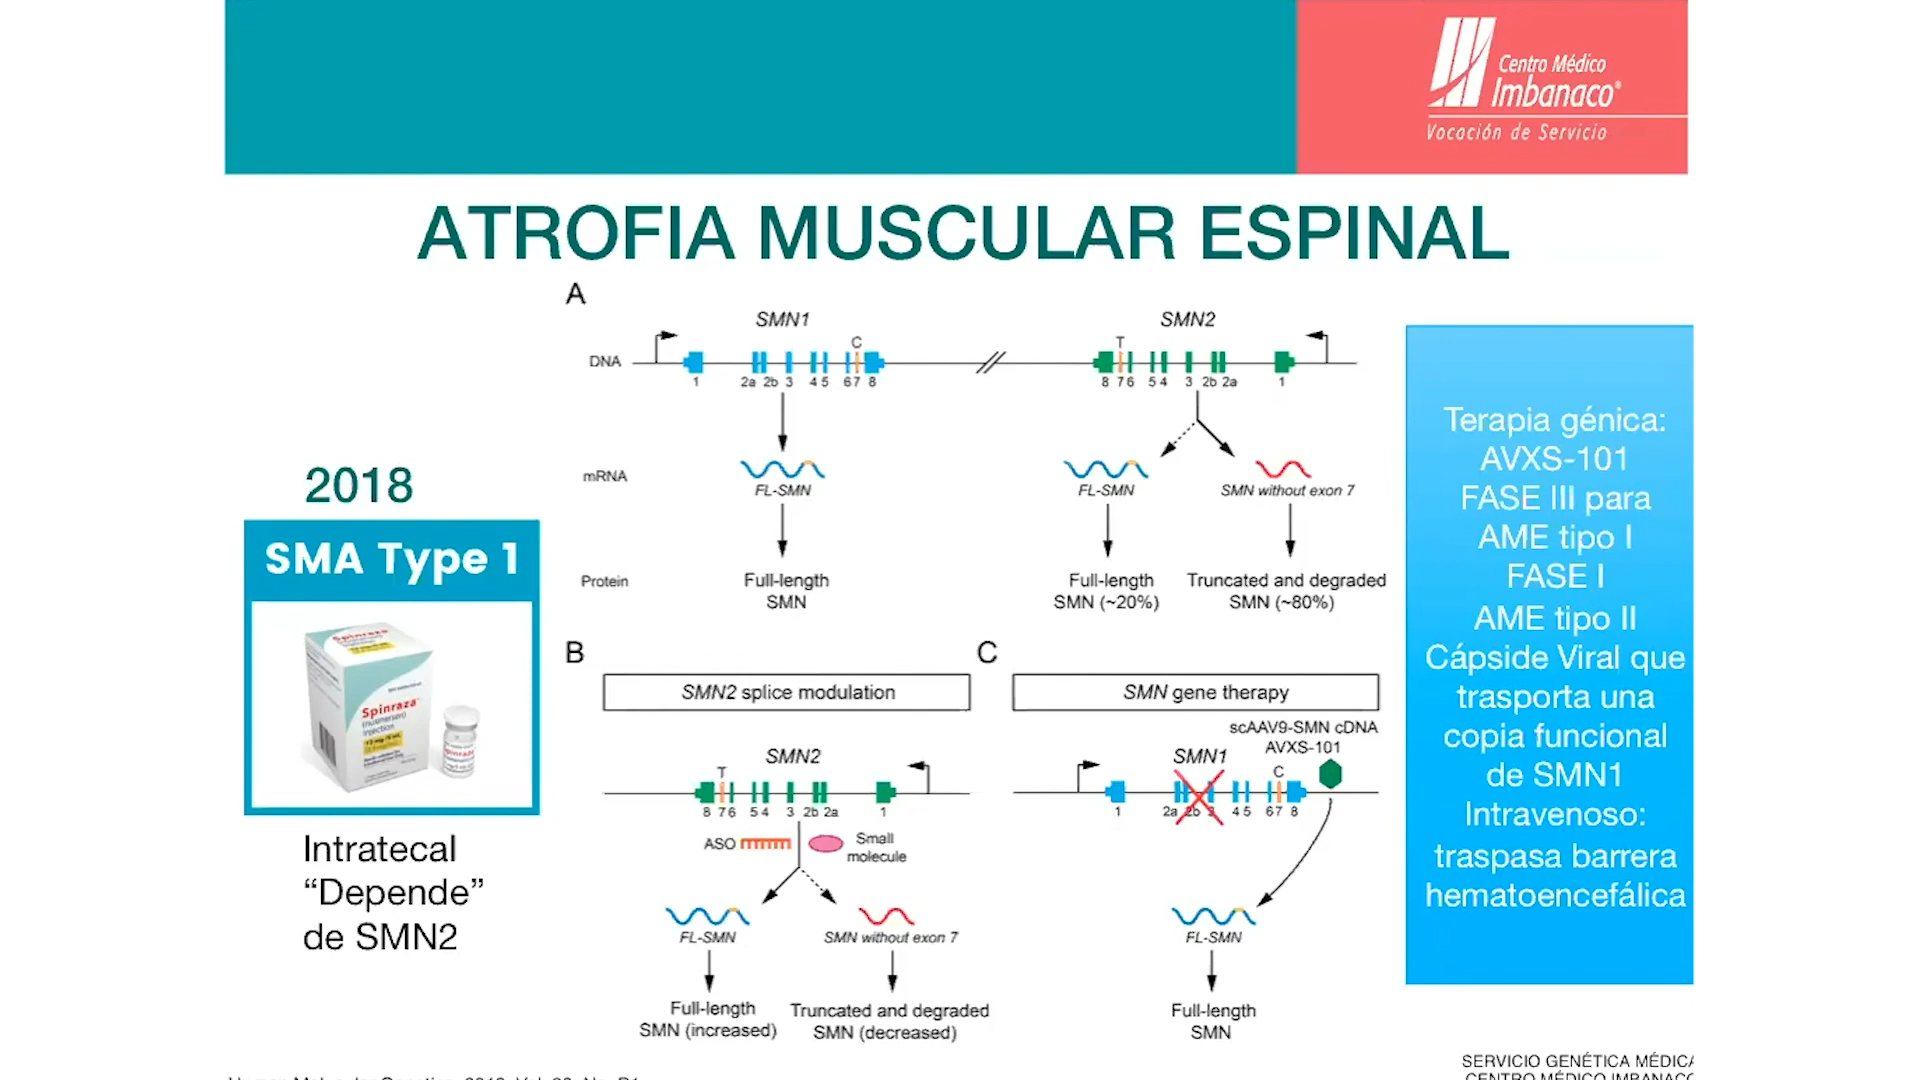 Centro Médico
Imbanaco®
Vocación de Servicio
ATROFIA MUSCULAR ESPINAL
A
SMN1
SMN2
C
T
DNA
1 2a 2b 3 4 5 6 7 8
8 7 6 5 4 3 2b 2a 1
mRNA
FL-SMN
FL-SMN
SMN without exon 7
Protein
Full-length
SMN
Full-length
SMN (~20%)
Truncated and degraded
SMN (~80%)
2018
SMA Type 1
Spinraza
Spinraza
(nusinersen)
Injection
Intratecal
“Depende”
de SMN2
B
SMN2 splice modulation
SMN2
T
8 7 6 5 4 3 2b 2a 1
ASO
Small
molecule
FL-SMN
SMN without exon 7
Full-length
SMN (increased)
Truncated and degraded
SMN (decreased)
C
SMN gene therapy
scAAV9-SMN cDNA
AVXS-101
SMN1
C
1 2a 2b 3 4 5 6 7 8
FL-SMN
Full-length
SMN
Terapia génica:
AVXS-101
FASE III para
AME tipo I
FASE I
AME tipo II
Cápside Viral que
trasporta una
copia funcional
de SMN1
Intravenoso:
traspasa barrera
hematoencefálica
SERVICIO GENÉTICA MÉDICA
CENTRO MÉDICO IMBANACO